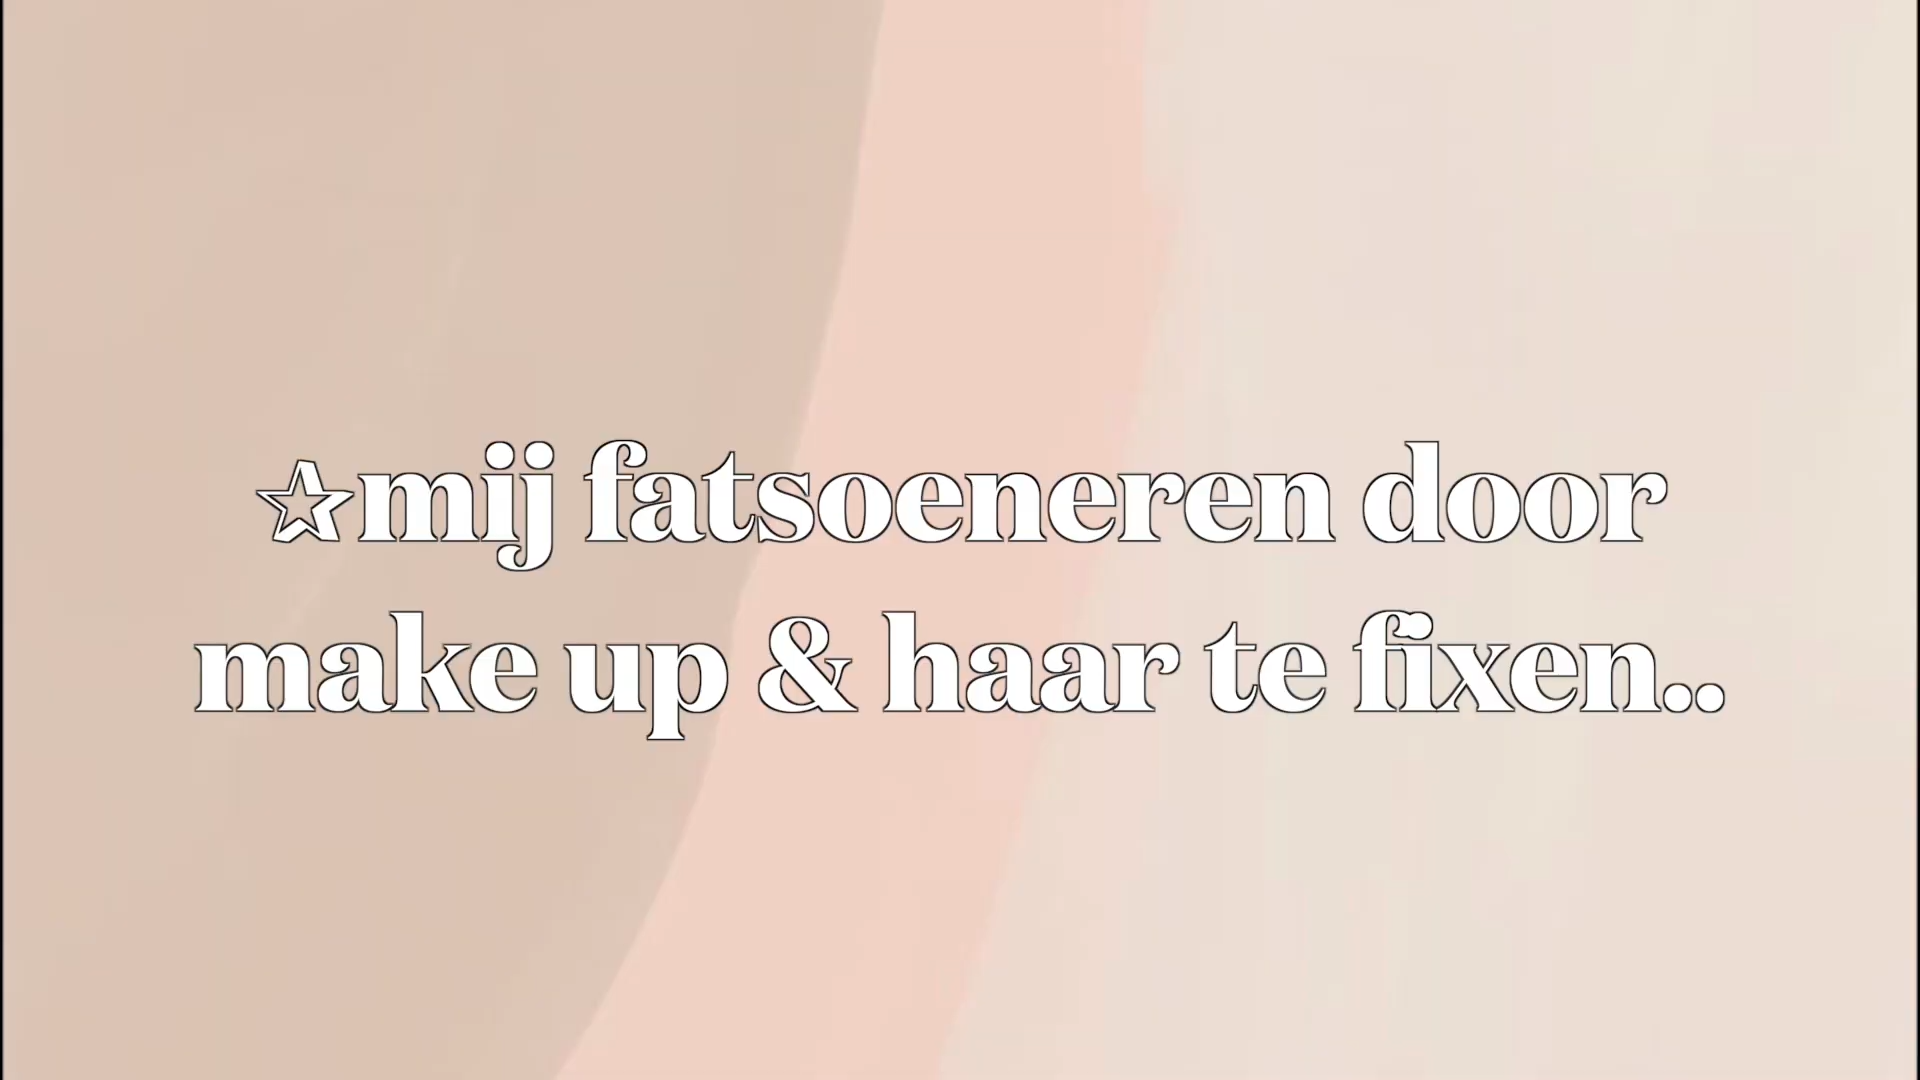 ☆mij fatsoeneren door
make up & haar te fixen..